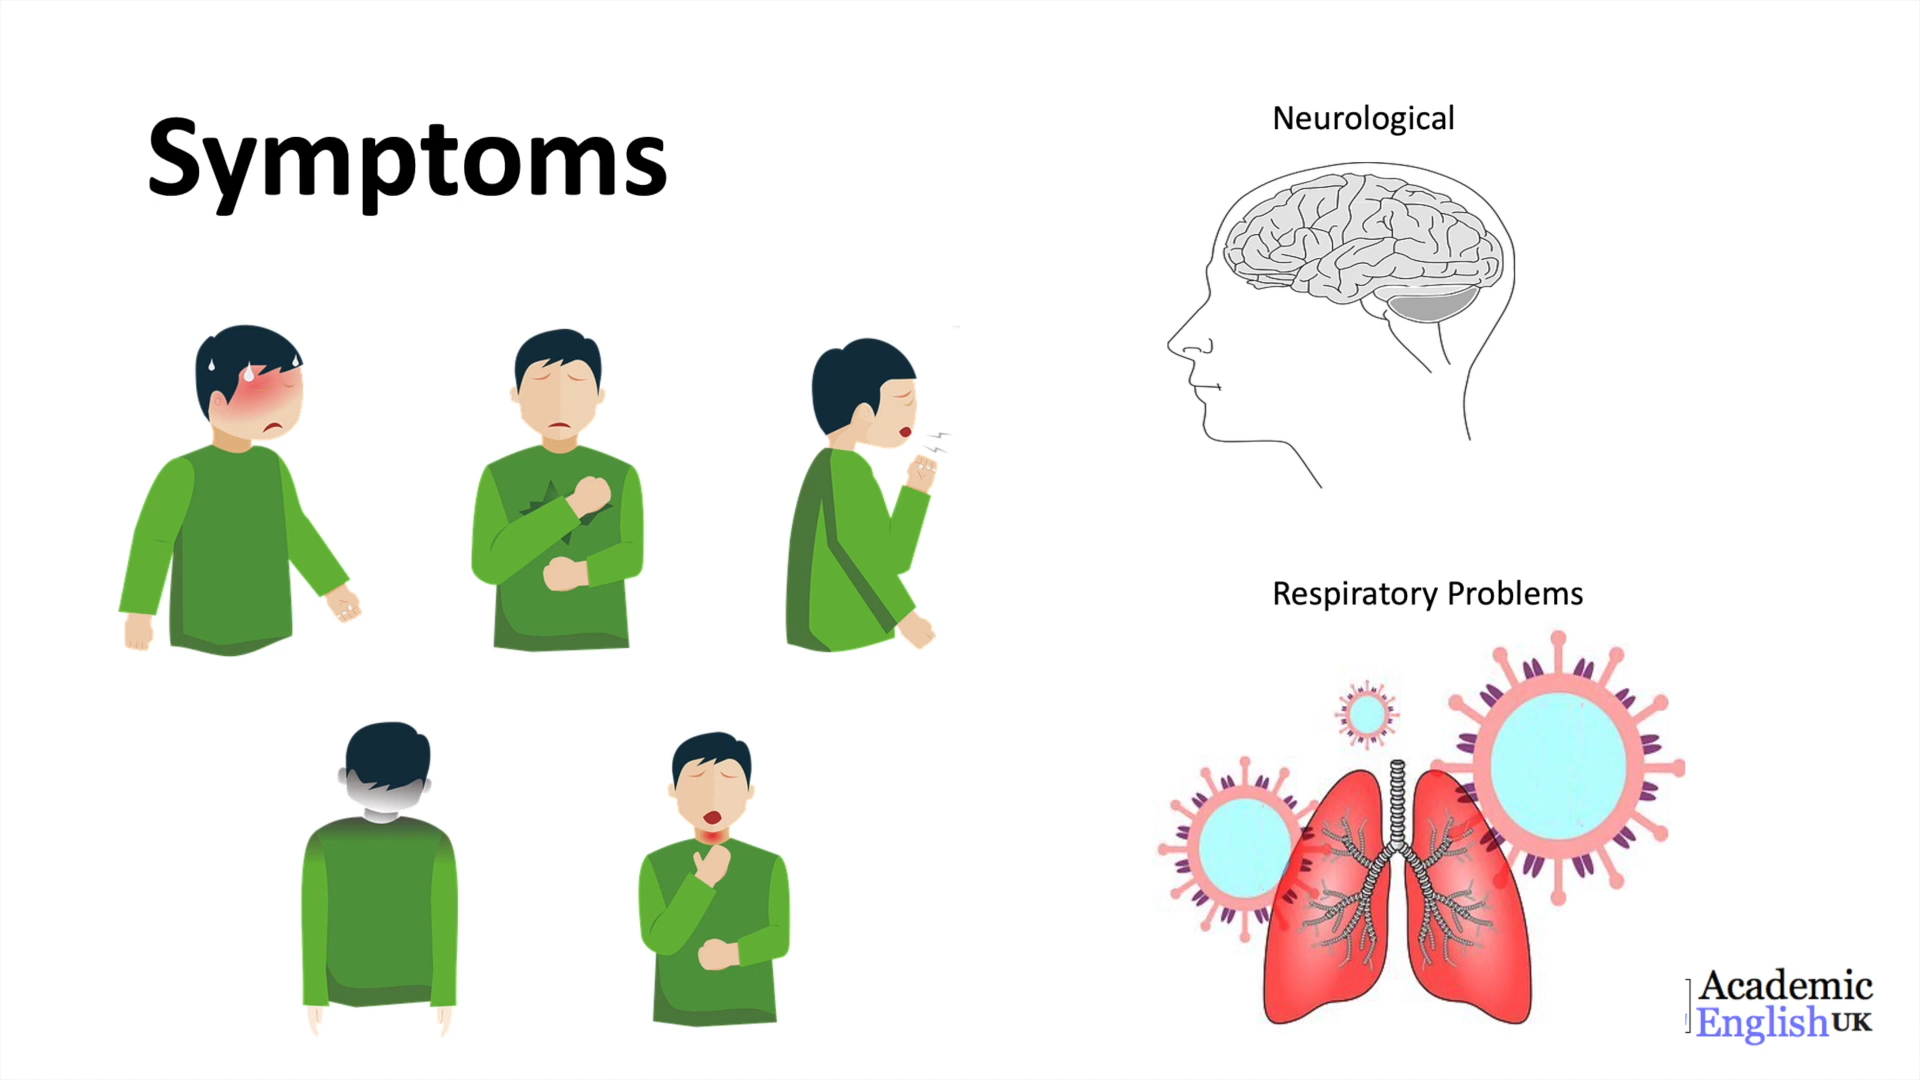 Symptoms
Neurological
Respiratory Problems
Academic
English UK